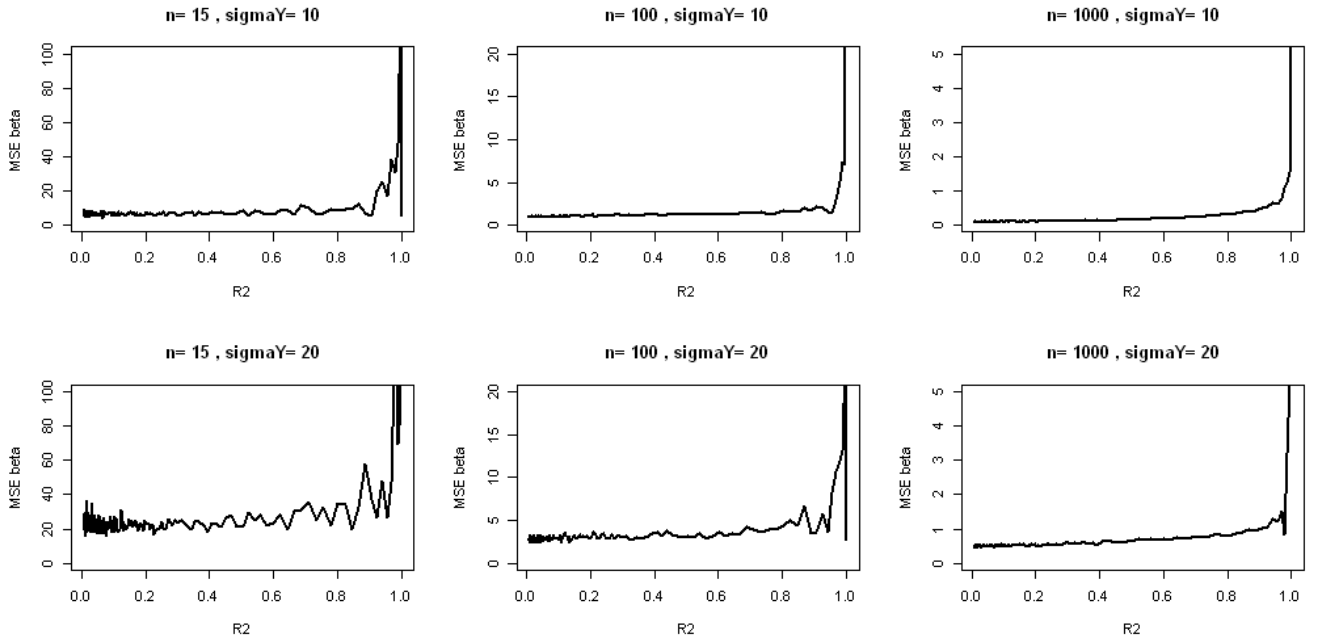 n= 15 , sigmaY= 10
MSE beta
100
80
60
40
20
0
0.0 0.2 0.4 0.6 0.8 1.0
R2
n= 100 , sigmaY= 10
MSE beta
20
15
10
5
0
0.0 0.2 0.4 0.6 0.8 1.0
R2
n= 1000 , sigmaY= 10
MSE beta
5
4
3
2
1
0
0.0 0.2 0.4 0.6 0.8 1.0
R2
n= 15 , sigmaY= 20
MSE beta
100
80
60
40
20
0
0.0 0.2 0.4 0.6 0.8 1.0
R2
n= 100 , sigmaY= 20
MSE beta
20
15
10
5
0
0.0 0.2 0.4 0.6 0.8 1.0
R2
n= 1000 , sigmaY= 20
MSE beta
5
4
3
2
1
0
0.0 0.2 0.4 0.6 0.8 1.0
R2